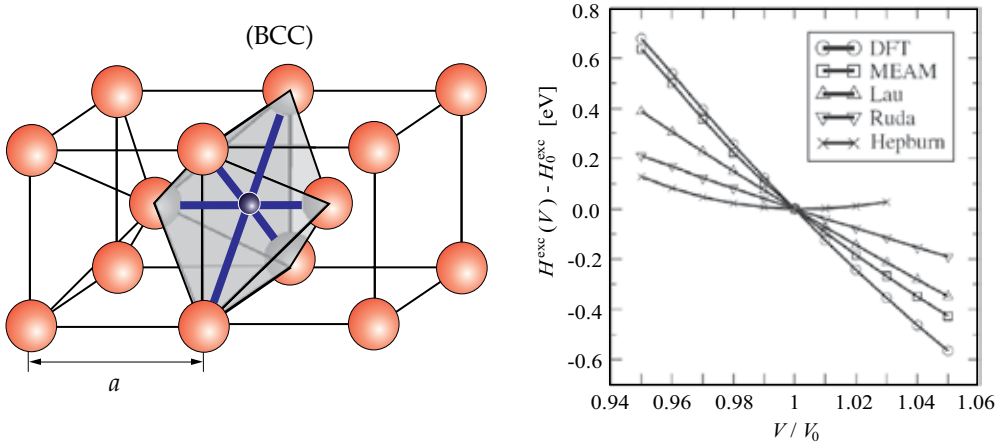 (BCC)
a
H^exc(V) - H_0^exc [eV]
0.8
0.6
0.4
0.2
0.0
-0.2
-0.4
-0.6
DFT
MEAM
Lau
Ruda
Hepburn
0.94
0.96
0.98
1
1.02
1.04
1.06
V / V_0